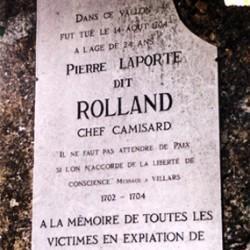 DANS CE VALLON
FUT TUÉ LE 14 AOUT 1704
A L'AGE DE 24 ANS
PIERRE LAPORTE
DIT
ROLLAND
CHEF CAMISARD
"IL NE FAUT PAS ATTENDRE DE PAIX
SI L'ON N'ACCORDE DE LA LIBERTÉ DE
CONSCIENCE" MESSAGE A VILLARS
1702 - 1704
A LA MÉMOIRE DE TOUTES LES
VICTIMES EN EXPIATION DE